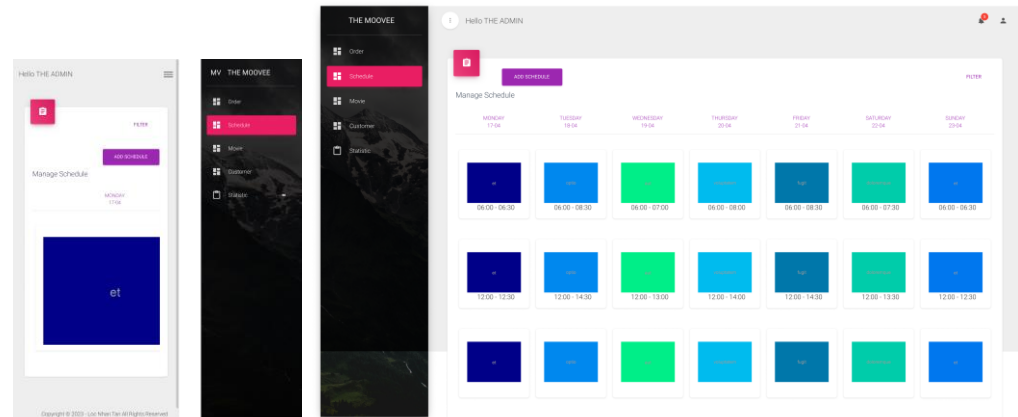 Hello THE ADMIN
FILTER
ADD SCHEDULE
Manage Schedule
MONDAY
17-04
et
Copyright © 2023 - Loc Nhan Tan All Rights Reserved
MV THE MOOVEE
Order
Schedule
Movie
Customer
Statistic
THE MOOVEE
Order
Schedule
Movie
Customer
Statistic
Hello THE ADMIN
ADD SCHEDULE
FILTER
Manage Schedule
MONDAY TUESDAY WEDNESDAY THURSDAY FRIDAY SATURDAY SUNDAY
17-04 18-04 19-04 20-04 21-04 22-04 23-04
et fugit et
06:00 - 06:30 06:00 - 08:30 06:00 - 07:00 06:00 - 08:00 06:00 - 08:30 06:00 - 07:30 06:00 - 06:30
et fugit et
12:00 - 12:30 12:00 - 14:30 12:00 - 13:00 12:00 - 14:00 12:00 - 14:30 12:00 - 13:30 12:00 - 12:30
et fugit et